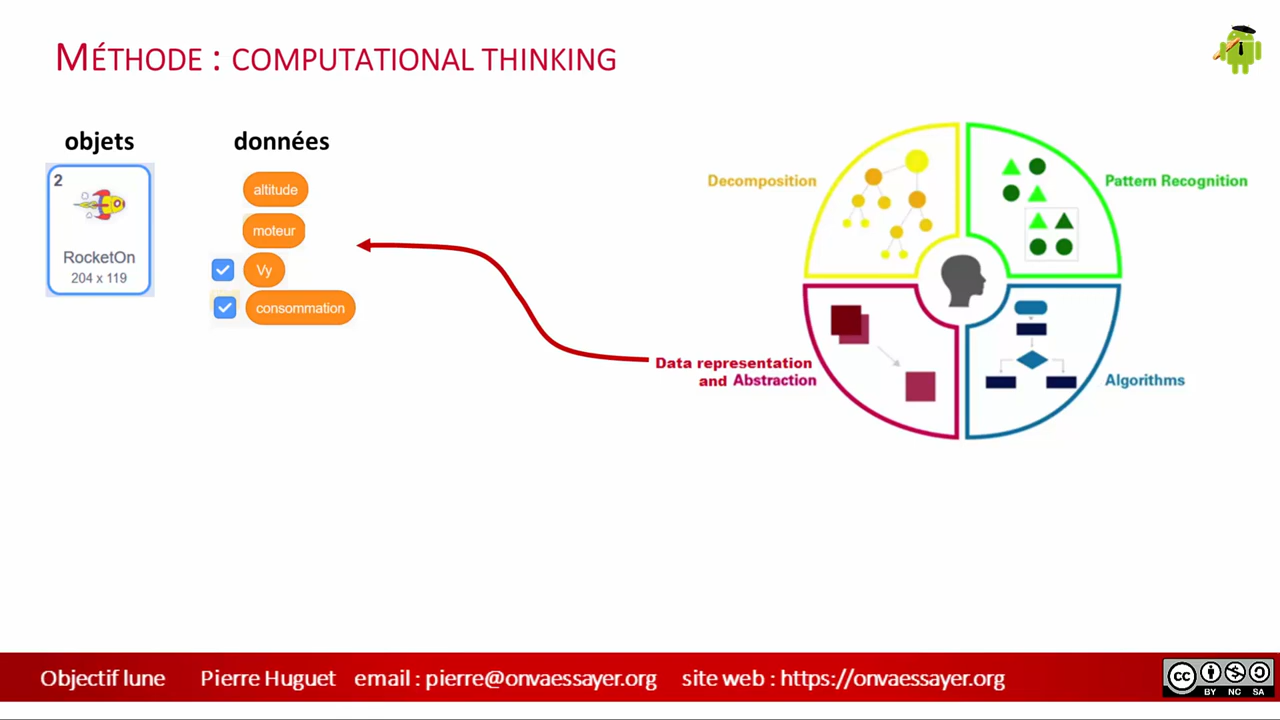 MÉTHODE : COMPUTATIONAL THINKING
objets
données
2
RocketOn
204 x 119
altitude
moteur
Vy
consommation
Decomposition
Pattern Recognition
Data representation
and Abstraction
Algorithms
Objectif lune Pierre Huguet email : pierre@onvaessayer.org site web : https://onvaessayer.org
CC
BY NC SA